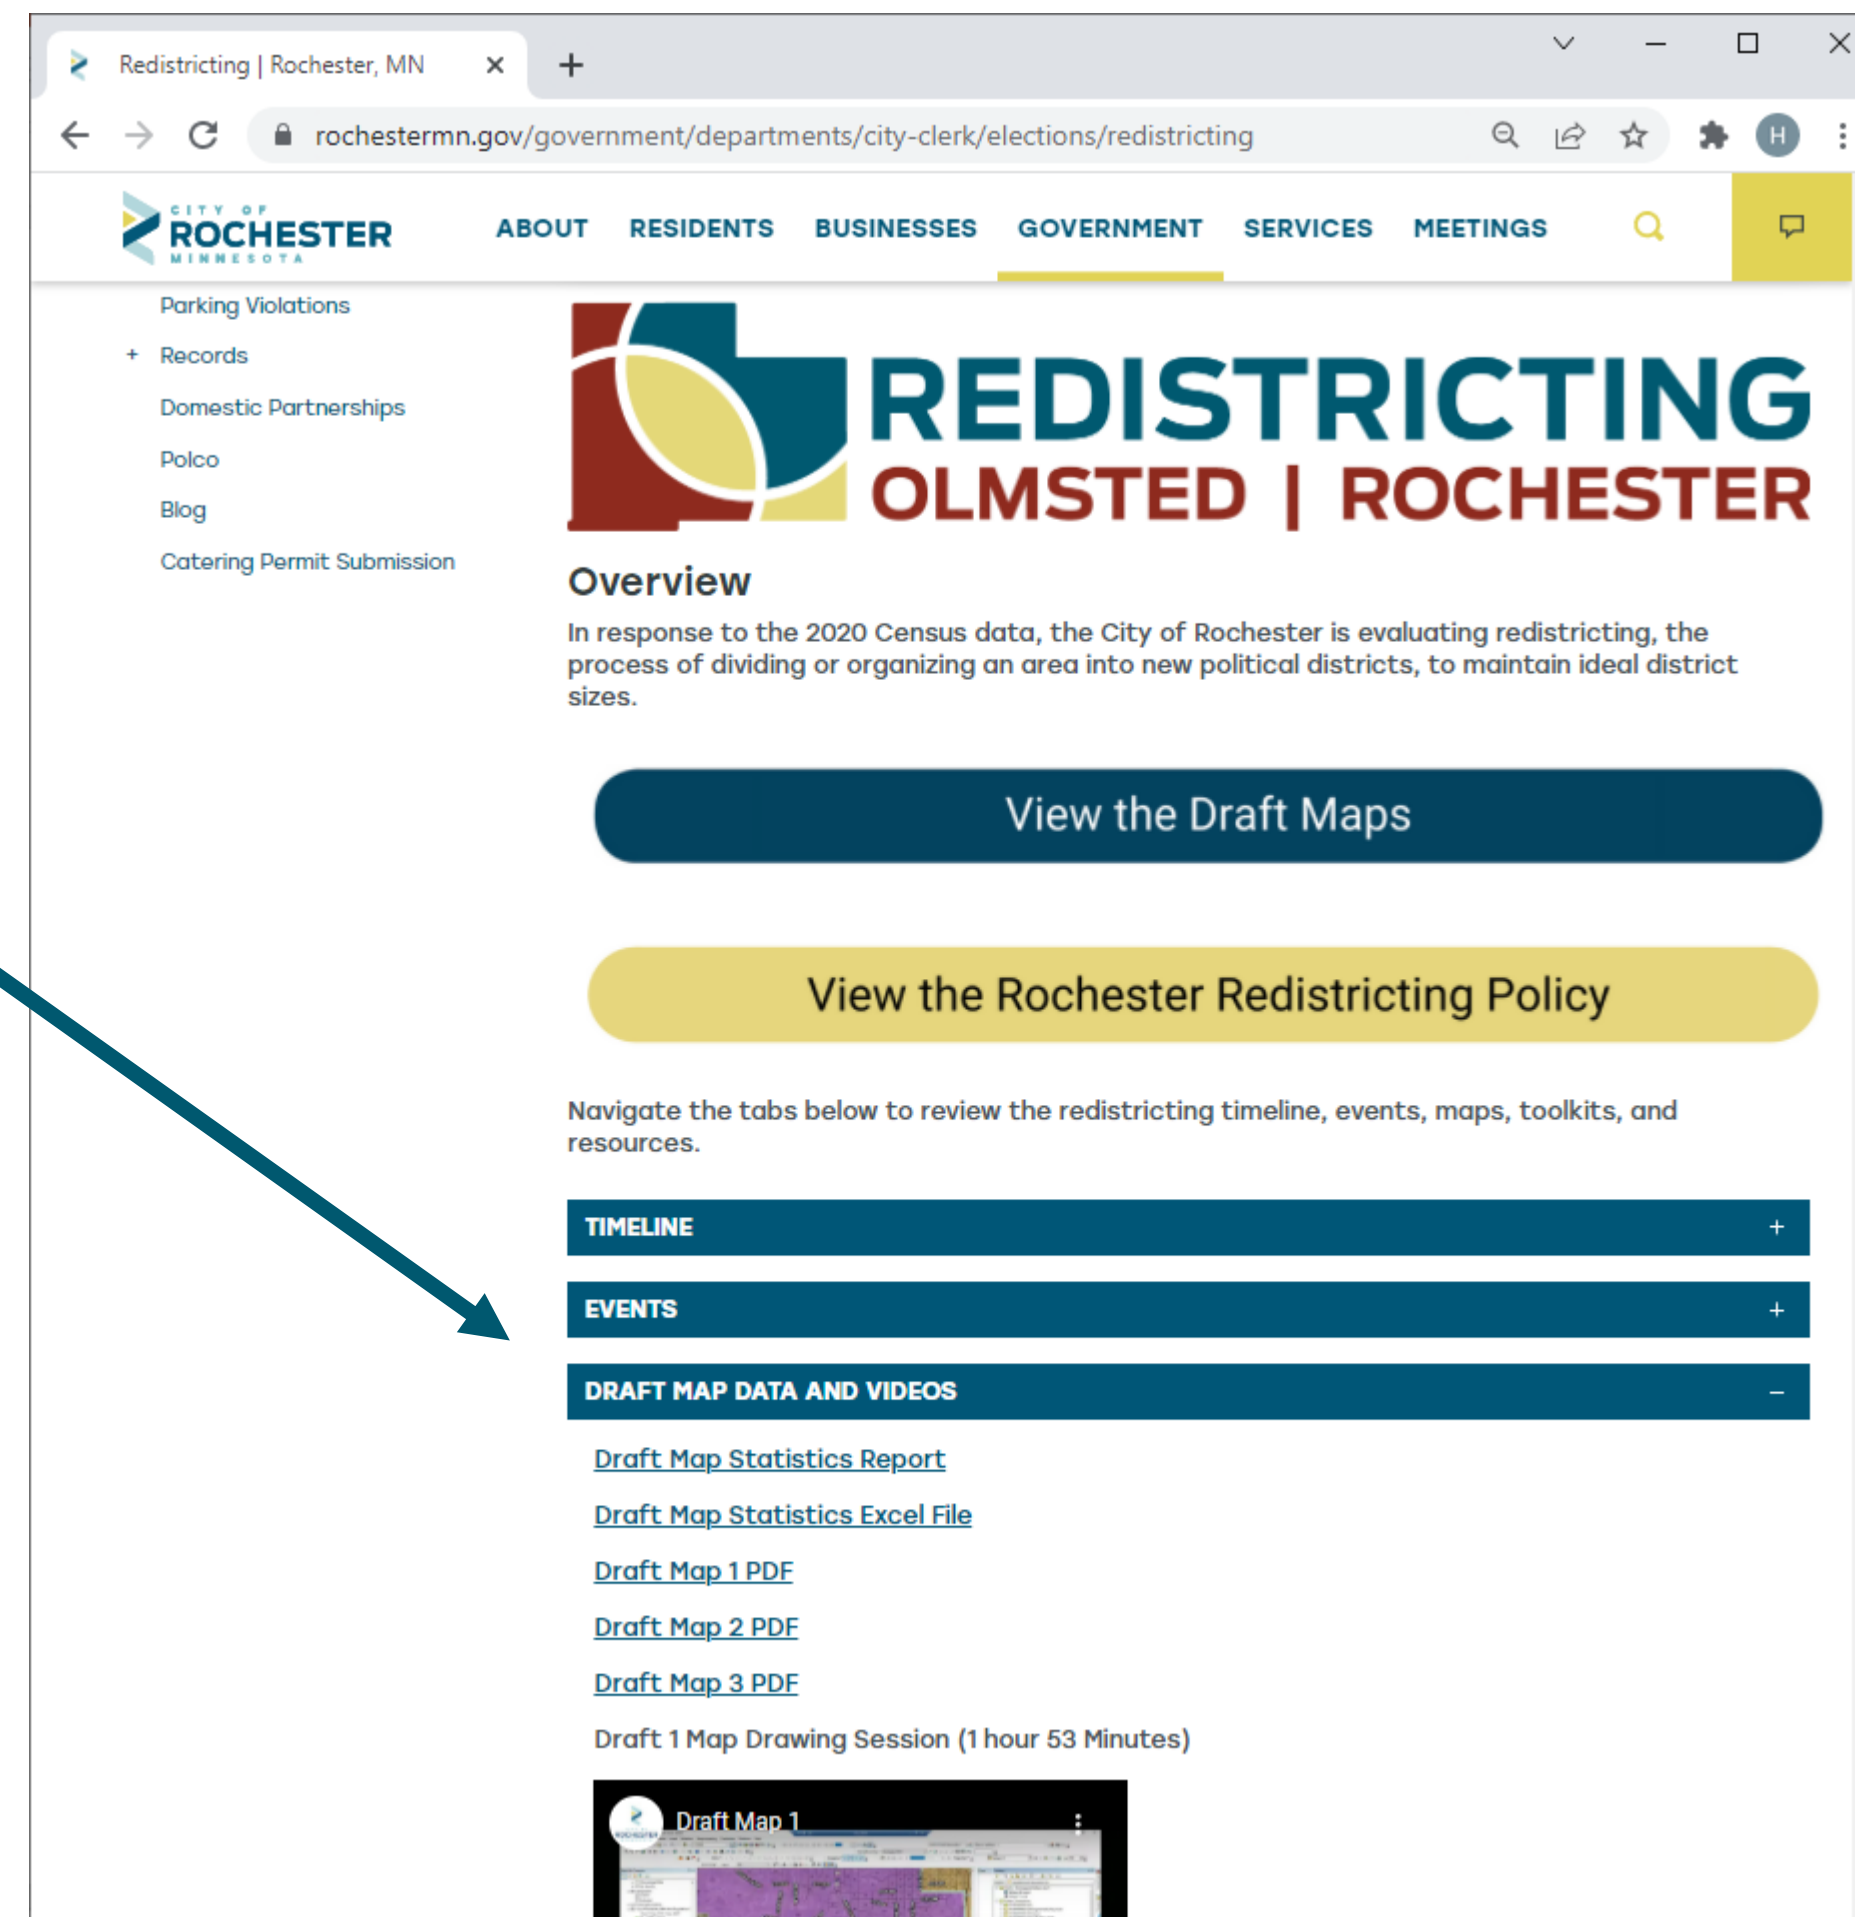 Redistricting | Rochester, MN
rochestermn.gov/government/departments/city-clerk/elections/redistricting
H
CITY OF
ROCHESTER
MINNESOTA
ABOUT RESIDENTS BUSINESSES GOVERNMENT SERVICES MEETINGS
Parking Violations
+ Records
Domestic Partnerships
Polco
Blog
Catering Permit Submission
REDISTRICTING
OLMSTED | ROCHESTER
Overview
In response to the 2020 Census data, the City of Rochester is evaluating redistricting, the
process of dividing or organizing an area into new political districts, to maintain ideal district
sizes.
View the Draft Maps
View the Rochester Redistricting Policy
Navigate the tabs below to review the redistricting timeline, events, maps, toolkits, and
resources.
TIMELINE +
EVENTS +
DRAFT MAP DATA AND VIDEOS –
Draft Map Statistics Report
Draft Map Statistics Excel File
Draft Map 1 PDF
Draft Map 2 PDF
Draft Map 3 PDF
Draft 1 Map Drawing Session (1 hour 53 Minutes)
Draft Map 1